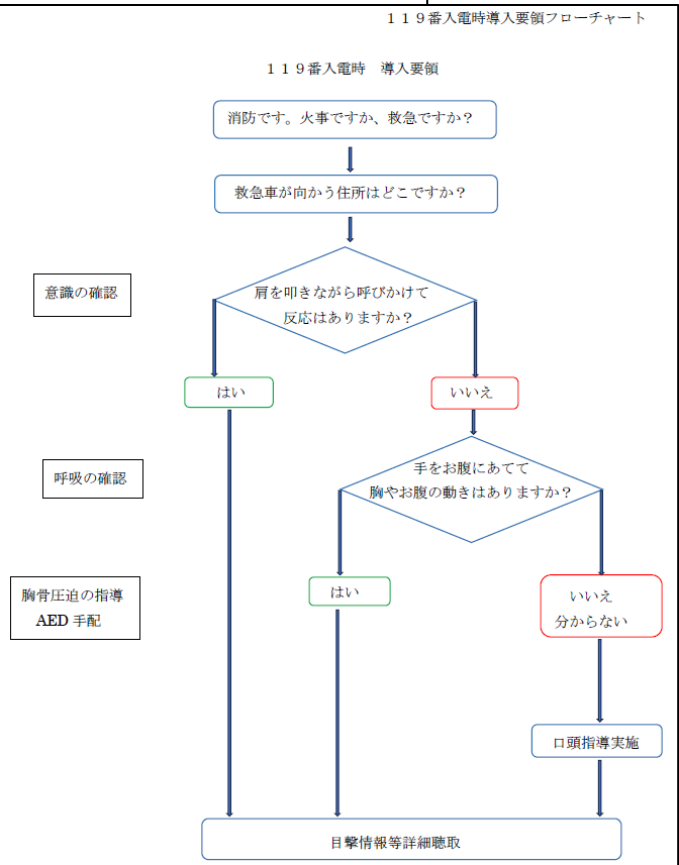 119番入電時導入要領フローチャート
119番入電時 導入要領
消防です。火事ですか、救急ですか？
救急車が向かう住所はどこですか？
意識の確認
肩を叩きながら呼びかけて
反応はありますか？
はい
いいえ
呼吸の確認
手をお腹にあてて
胸やお腹の動きはありますか？
胸骨圧迫の指導
AED 手配
はい
いいえ
分からない
口頭指導実施
目撃情報等詳細聴取